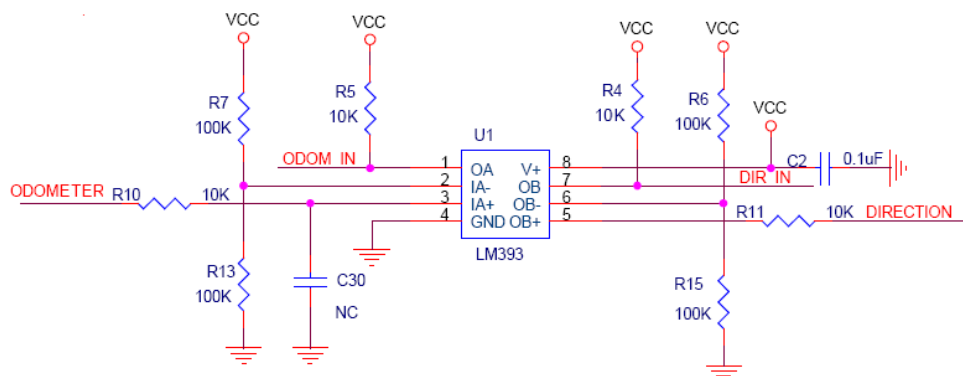 VCC
VCC
VCC
VCC
R7
100K
R5
10K
R4
10K
R6
100K
VCC
U1
C2
0.1uF
ODOM IN
1
OA
V+
8
2
IA-
OB
7
DIR IN
ODOMETER
R10
10K
3
IA+
OB-
6
4
GND
OB+
5
R11
10K
DIRECTION
LM393
R13
100K
C30
NC
R15
100K